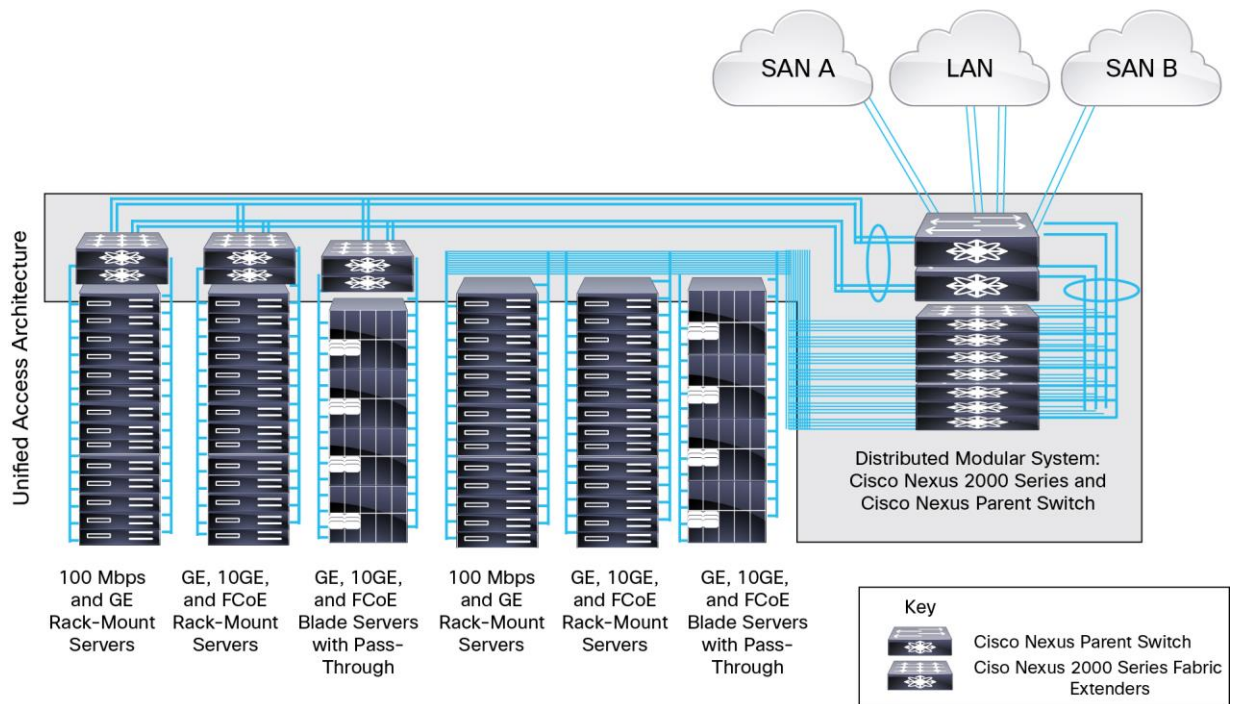 SAN A
LAN
SAN B
Unified Access Architecture
Distributed Modular System:
Cisco Nexus 2000 Series and
Cisco Nexus Parent Switch
100 Mbps
and GE
Rack-Mount
Servers
GE, 10GE,
and FCoE
Rack-Mount
Servers
GE, 10GE,
and FCoE
Blade Servers
with Pass-
Through
100 Mbps
and GE
Rack-Mount
Servers
GE, 10GE,
and FCoE
Rack-Mount
Servers
GE, 10GE,
and FCoE
Blade Servers
with Pass-
Through
Key
Cisco Nexus Parent Switch
Ciso Nexus 2000 Series Fabric
Extenders